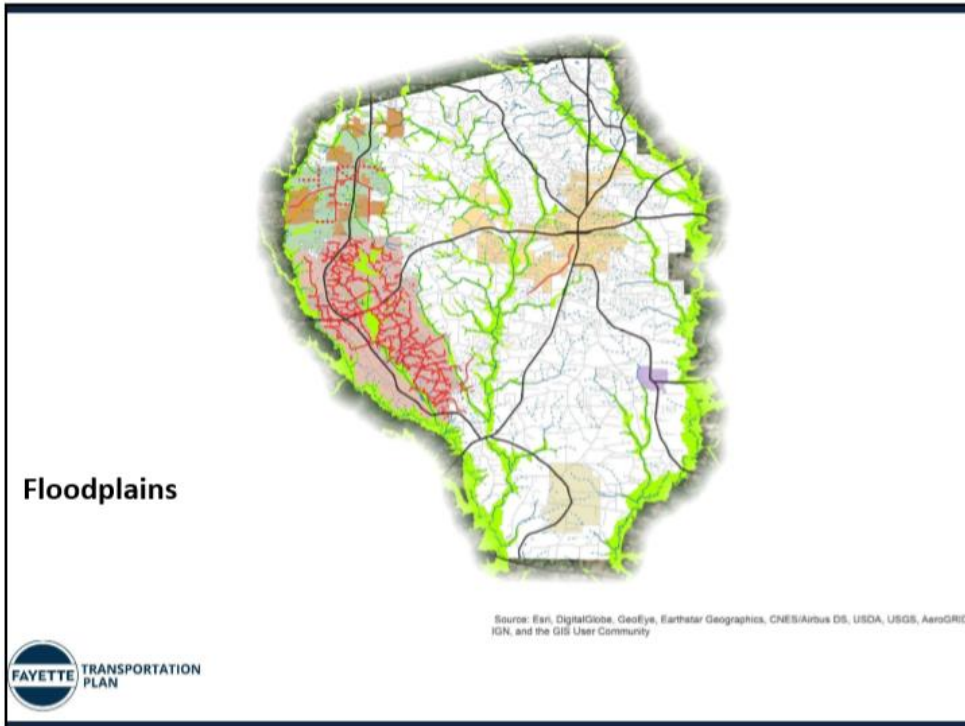 Floodplains
Source: Esri, DigitalGlobe, GeoEye, Earthstar Geographics, CNES/Airbus DS, USDA, USGS, AeroGRID
IGN, and the GIS User Community
FAYETTE
TRANSPORTATION
PLAN